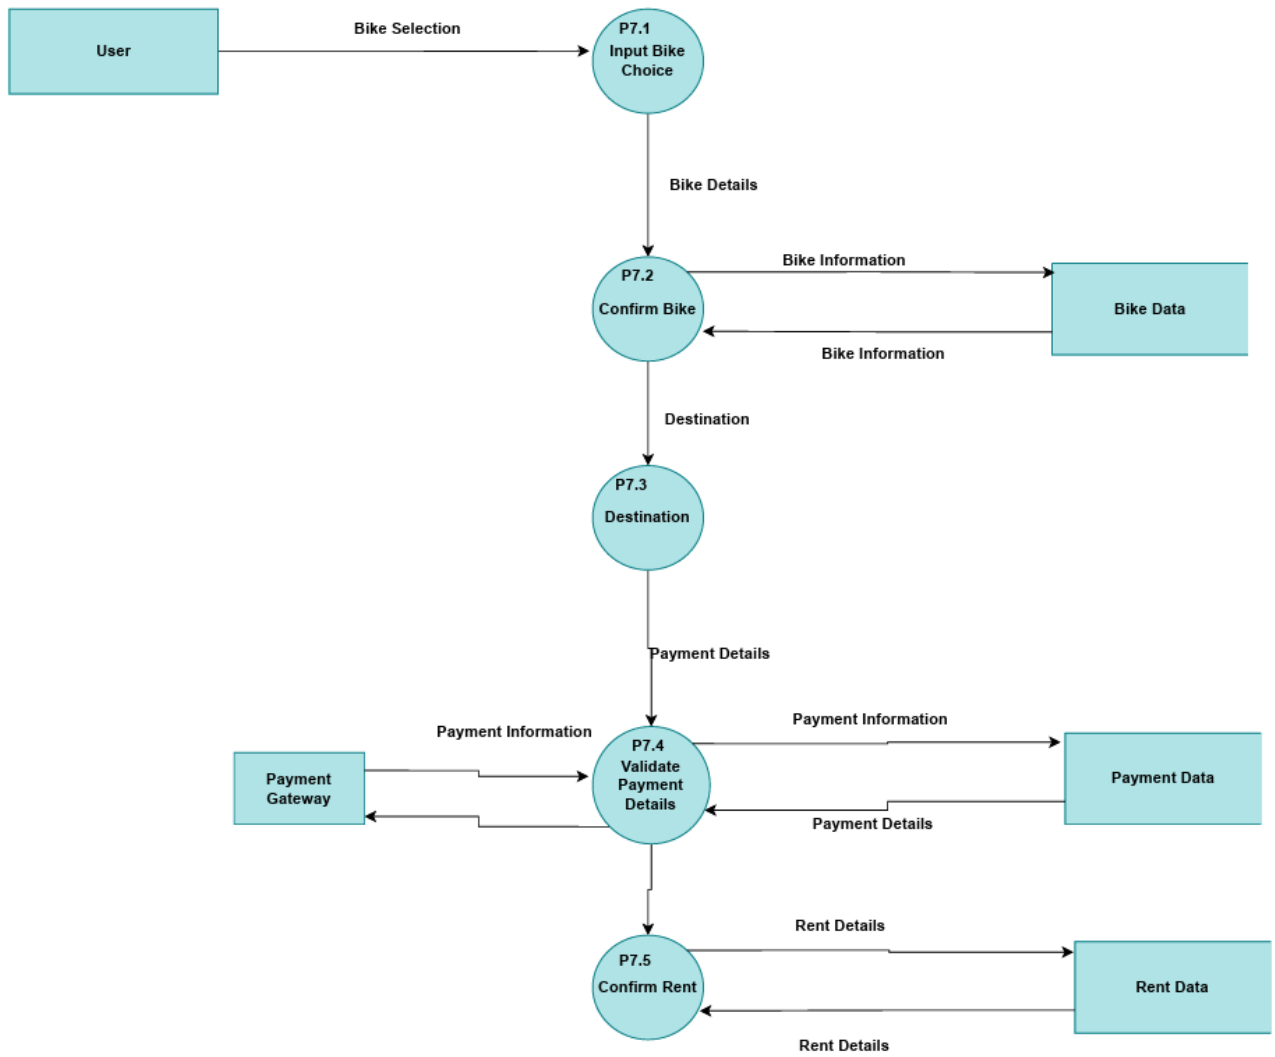 Bike Selection
User
P7.1
Input Bike
Choice
Bike Details
P7.2
Confirm Bike
Bike Information
Bike Data
Bike Information
Destination
P7.3
Destination
Payment Details
Payment Information
Payment
Gateway
P7.4
Validate
Payment
Details
Payment Information
Payment Data
Payment Details
Rent Details
P7.5
Confirm Rent
Rent Data
Rent Details